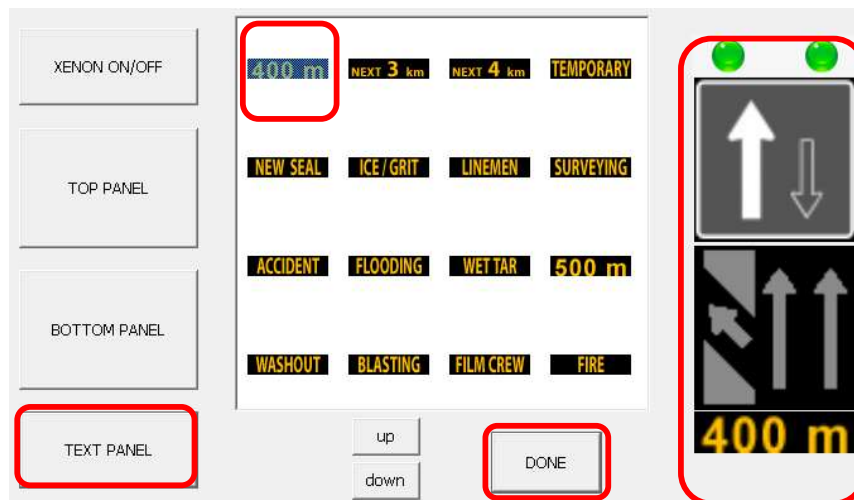 XENON ON/OFF
TOP PANEL
BOTTOM PANEL
TEXT PANEL
400 m NEXT 3 km NEXT 4 km TEMPORARY
NEW SEAL ICE / GRIT LINEMEN SURVEYING
ACCIDENT FLOODING WET TAR 500 m
WASHOUT BLASTING FILM CREW FIRE
up
down
DONE
400 m